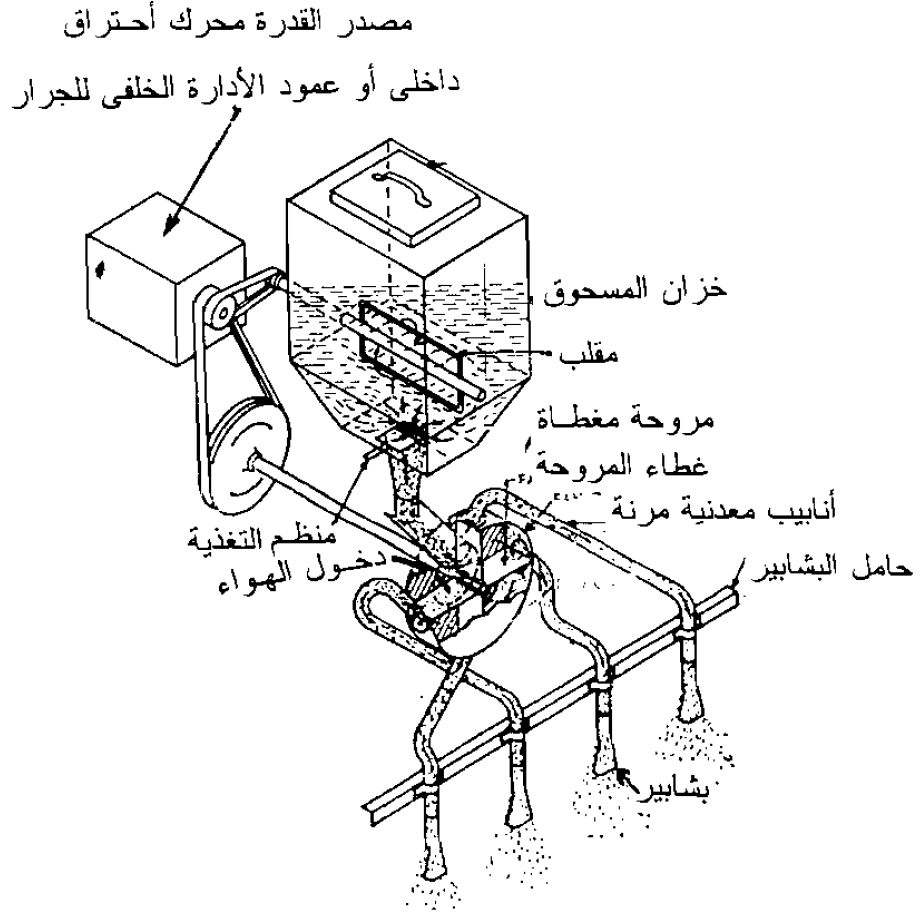 مصدر القدرة محرك أحتراق
داخلى أو عمود الأدارة الخلفى للجرار
خزان المسحوق
مقلب
مروحة مغطاة
غطاء المروحة
أنابيب معدنية مرنة
حامل البشابير
منظم التغذية
دخول الهواء
بشابير